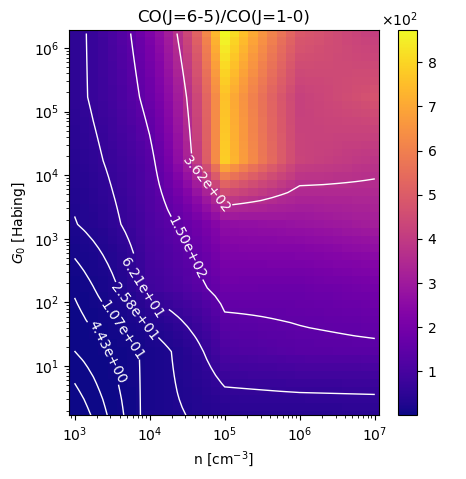 CO(J=6-5)/CO(J=1-0)
×10²
10⁶
10⁵
10⁴
10³
10²
10¹
G₀ [Habing]
3.62e+02
1.50e+02
6.21e+01
2.58e+01
1.07e+01
4.43e+00
8
7
6
5
4
3
2
1
10³
10⁴
10⁵
10⁶
10⁷
n [cm⁻³]